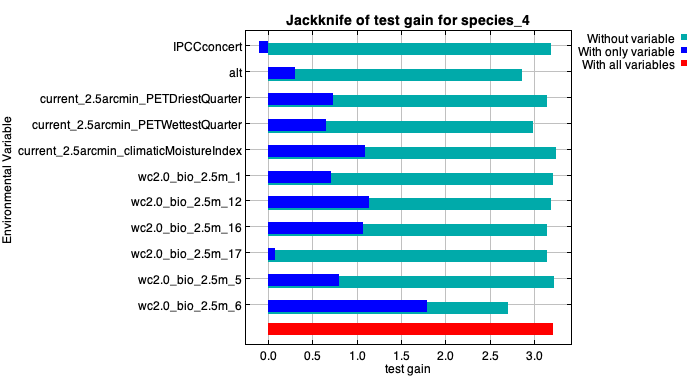 Jackknife of test gain for species_4
Without variable
With only variable
With all variables
Environmental Variable
IPCCconcert
alt
current_2.5arcmin_PETDriestQuarter
current_2.5arcmin_PETWettestQuarter
current_2.5arcmin_climaticMoistureIndex
wc2.0_bio_2.5m_1
wc2.0_bio_2.5m_12
wc2.0_bio_2.5m_16
wc2.0_bio_2.5m_17
wc2.0_bio_2.5m_5
wc2.0_bio_2.5m_6
0.0 0.5 1.0 1.5 2.0 2.5 3.0
test gain